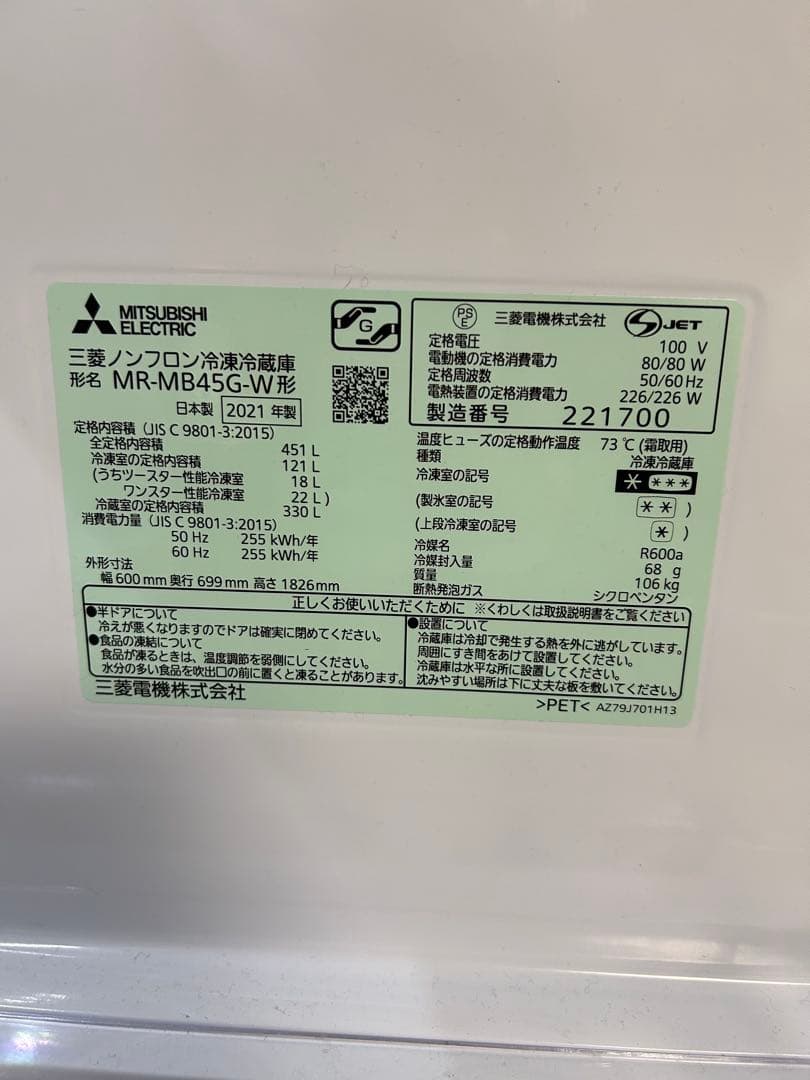 MITSUBISHI
ELECTRIC
G
三菱ノンフロン冷凍冷蔵庫
形名 MR-MB45G-W形
日本製 2021 年製
定格内容積 (JIS C 9801-3:2015)
全定格内容積 451 L
冷凍室の定格内容積 121 L
(うちツースター性能冷凍室 18 L
ワンスター性能冷凍室 22 L)
冷蔵室の定格内容積 330 L
消費電力量 (JIS C 9801-3:2015)
50 Hz 255 kWh/年
60 Hz 255 kWh/年
外形寸法
幅 600 mm 奥行 699 mm 高さ 1826 mm
PS
E
三菱電機株式会社
S JET
定格電圧 100 V
電動機の定格消費電力 80/80 W
定格周波数 50/60 Hz
電熱装置の定格消費電力 226/226 W
製造番号 221700
温度ヒューズの定格動作温度 73 ℃ (霜取用)
種類 冷凍冷蔵庫
冷凍室の記号 * ***
(製氷室の記号 ** )
(上段冷凍室の記号 * )
冷媒名 R600a
冷媒封入量 68 g
質量 106 kg
断熱発泡ガス シクロペンタン
正しくお使いいただくために ※くわしくは取扱説明書をご覧ください
●半ドアについて
冷えが悪くなりますのでドアは確実に閉めてください。
●食品の凍結について
食品が凍るときは、温度調節を弱側にしてください。
水分の多い食品を吹出口の前に置くと凍ることがあります。
●設置について
冷蔵庫は冷却で発生する熱を外に逃がしています。
周囲にすき間をあけて設置してください。
冷蔵庫は水平な所に設置してください。
沈みやすい場所は下に丈夫な板を敷いてください。
三菱電機株式会社
>PET< AZ79J701H13